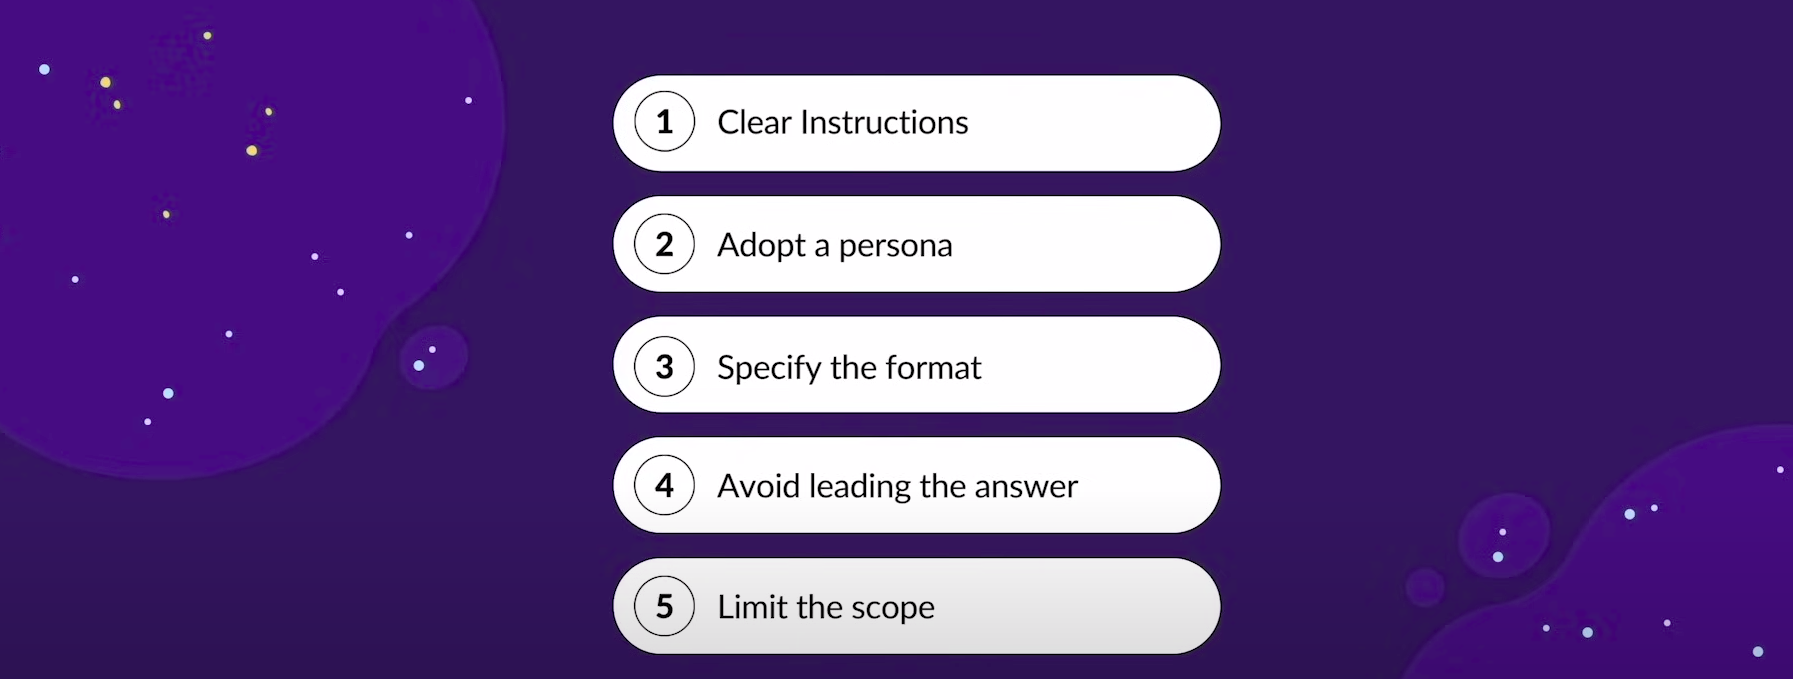 1 Clear Instructions
2 Adopt a persona
3 Specify the format
4 Avoid leading the answer
5 Limit the scope